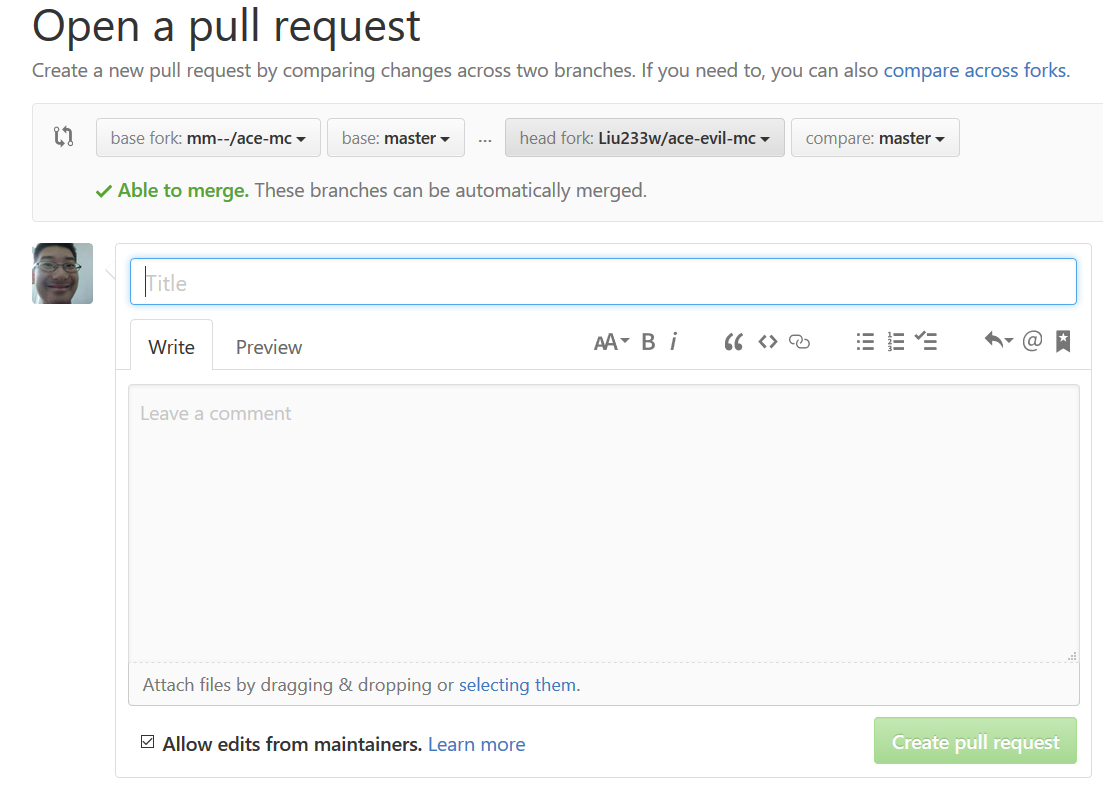 Open a pull request
Create a new pull request by comparing changes across two branches. If you need to, you can also compare across forks.
base fork: mm--/ace-mc base: master ... head fork: Liu233w/ace-evil-mc compare: master
Able to merge. These branches can be automatically merged.
Title
Write Preview AA B i
Leave a comment
Attach files by dragging & dropping or selecting them.
Allow edits from maintainers. Learn more Create pull request